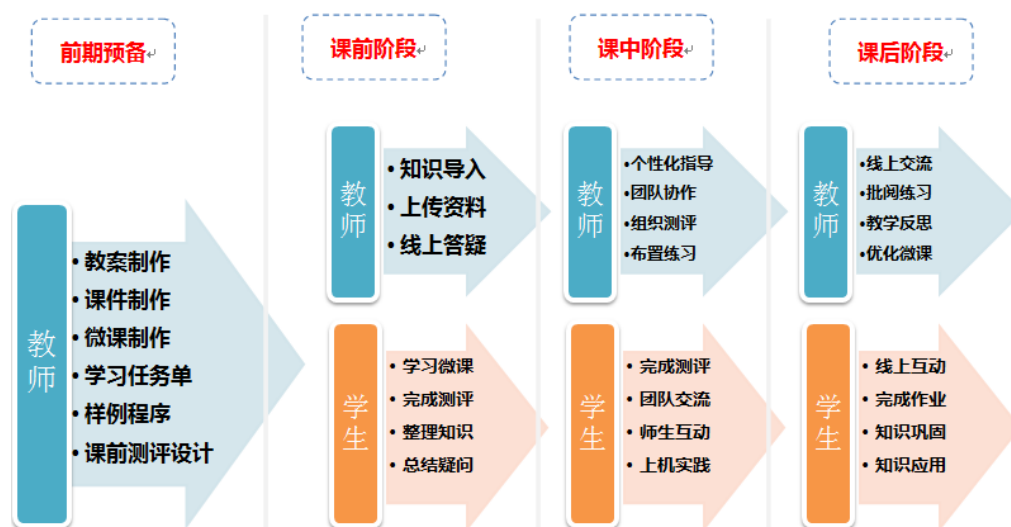 前期预备
课前阶段
课中阶段
课后阶段
教师
• 教案制作
• 课件制作
• 微课制作
• 学习任务单
• 样例程序
• 课前测评设计
教师
• 知识导入
• 上传资料
• 线上答疑
教师
•个性化指导
•团队协作
•组织测评
•布置练习
教师
•线上交流
•批阅练习
•教学反思
•优化微课
学生
• 学习微课
• 完成测评
• 整理知识
• 总结疑问
学生
• 完成测评
• 团队交流
• 师生互动
• 上机实践
学生
• 线上互动
• 完成作业
• 知识巩固
• 知识应用